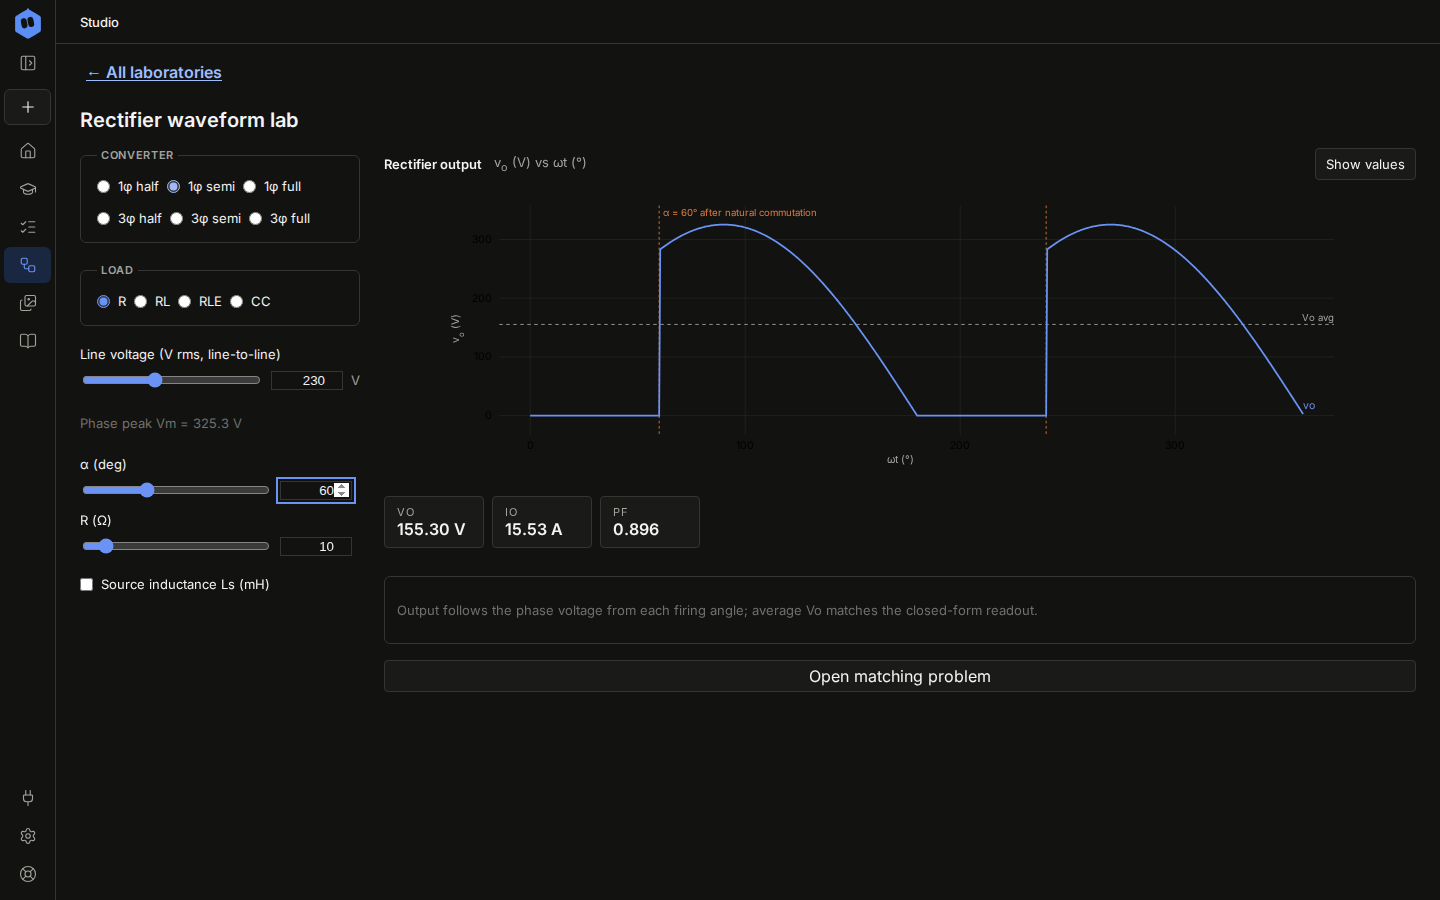 Studio
← All laboratories
Rectifier waveform lab
CONVERTER
1φ half 1φ semi 1φ full
3φ half 3φ semi 3φ full
LOAD
R RL RLE CC
Line voltage (V rms, line-to-line)
230 V
Phase peak Vm = 325.3 V
α (deg)
60
R (Ω)
10
Source inductance Ls (mH)
Rectifier output vo (V) vs ωt (°)
Show values
α = 60° after natural commutation
300
200
100
0
vo (V)
Vo avg
vo
0 100 200 300
ωt (°)
VO
155.30 V
IO
15.53 A
PF
0.896
Output follows the phase voltage from each firing angle; average Vo matches the closed-form readout.
Open matching problem